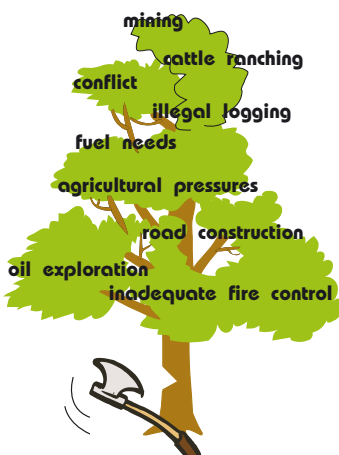 mining
cattle ranching
conflict
illegal logging
fuel needs
agricultural pressures
road construction
oil exploration
inadequate fire control